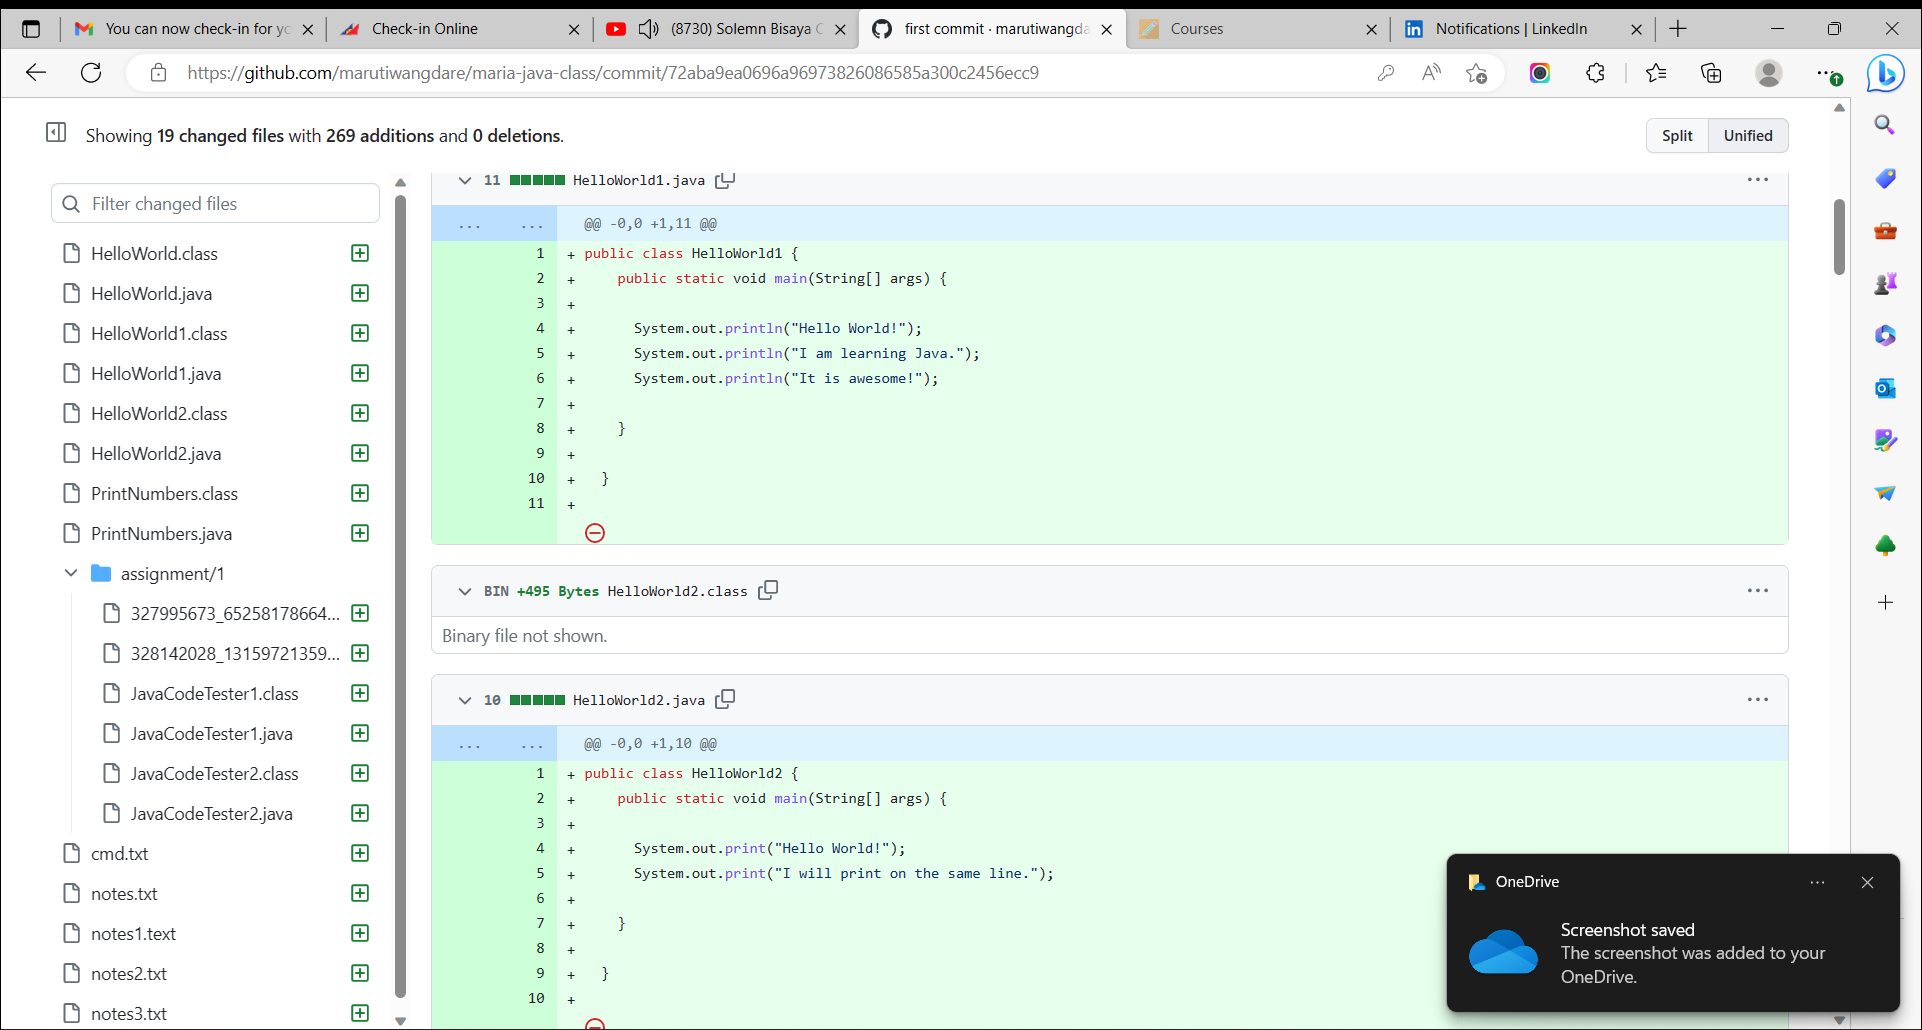 You can now check-in for yo
Check-in Online
(8730) Solemn Bisaya C
first commit · marutiwangda
Courses
Notifications | LinkedIn
https://github.com/marutiwangdare/maria-java-class/commit/72aba9ea0696a96973826086585a300c2456ecc9
Showing 19 changed files with 269 additions and 0 deletions.
Split
Unified
Filter changed files
HelloWorld.class
HelloWorld.java
HelloWorld1.class
HelloWorld1.java
HelloWorld2.class
HelloWorld2.java
PrintNumbers.class
PrintNumbers.java
assignment/1
327995673_65258178664...
328142028_13159721359...
JavaCodeTester1.class
JavaCodeTester1.java
JavaCodeTester2.class
JavaCodeTester2.java
cmd.txt
notes.txt
notes1.text
notes2.txt
notes3.txt
11 HelloWorld1.java
... ... @@ -0,0 +1,11 @@
1 + public class HelloWorld1 {
2 + public static void main(String[] args) {
3 +
4 + System.out.println("Hello World!");
5 + System.out.println("I am learning Java.");
6 + System.out.println("It is awesome!");
7 +
8 + }
9 +
10 + }
11 +
BIN +495 Bytes HelloWorld2.class
Binary file not shown.
10 HelloWorld2.java
... ... @@ -0,0 +1,10 @@
1 + public class HelloWorld2 {
2 + public static void main(String[] args) {
3 +
4 + System.out.print("Hello World!");
5 + System.out.print("I will print on the same line.");
6 +
7 + }
8 +
9 + }
10 +
OneDrive
Screenshot saved
The screenshot was added to your
OneDrive.